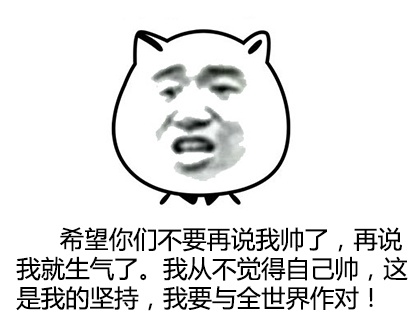 希望你们不要再说我帅了，再说
我就生气了。我从不觉得自己帅，这
是我的坚持，我要与全世界作对！